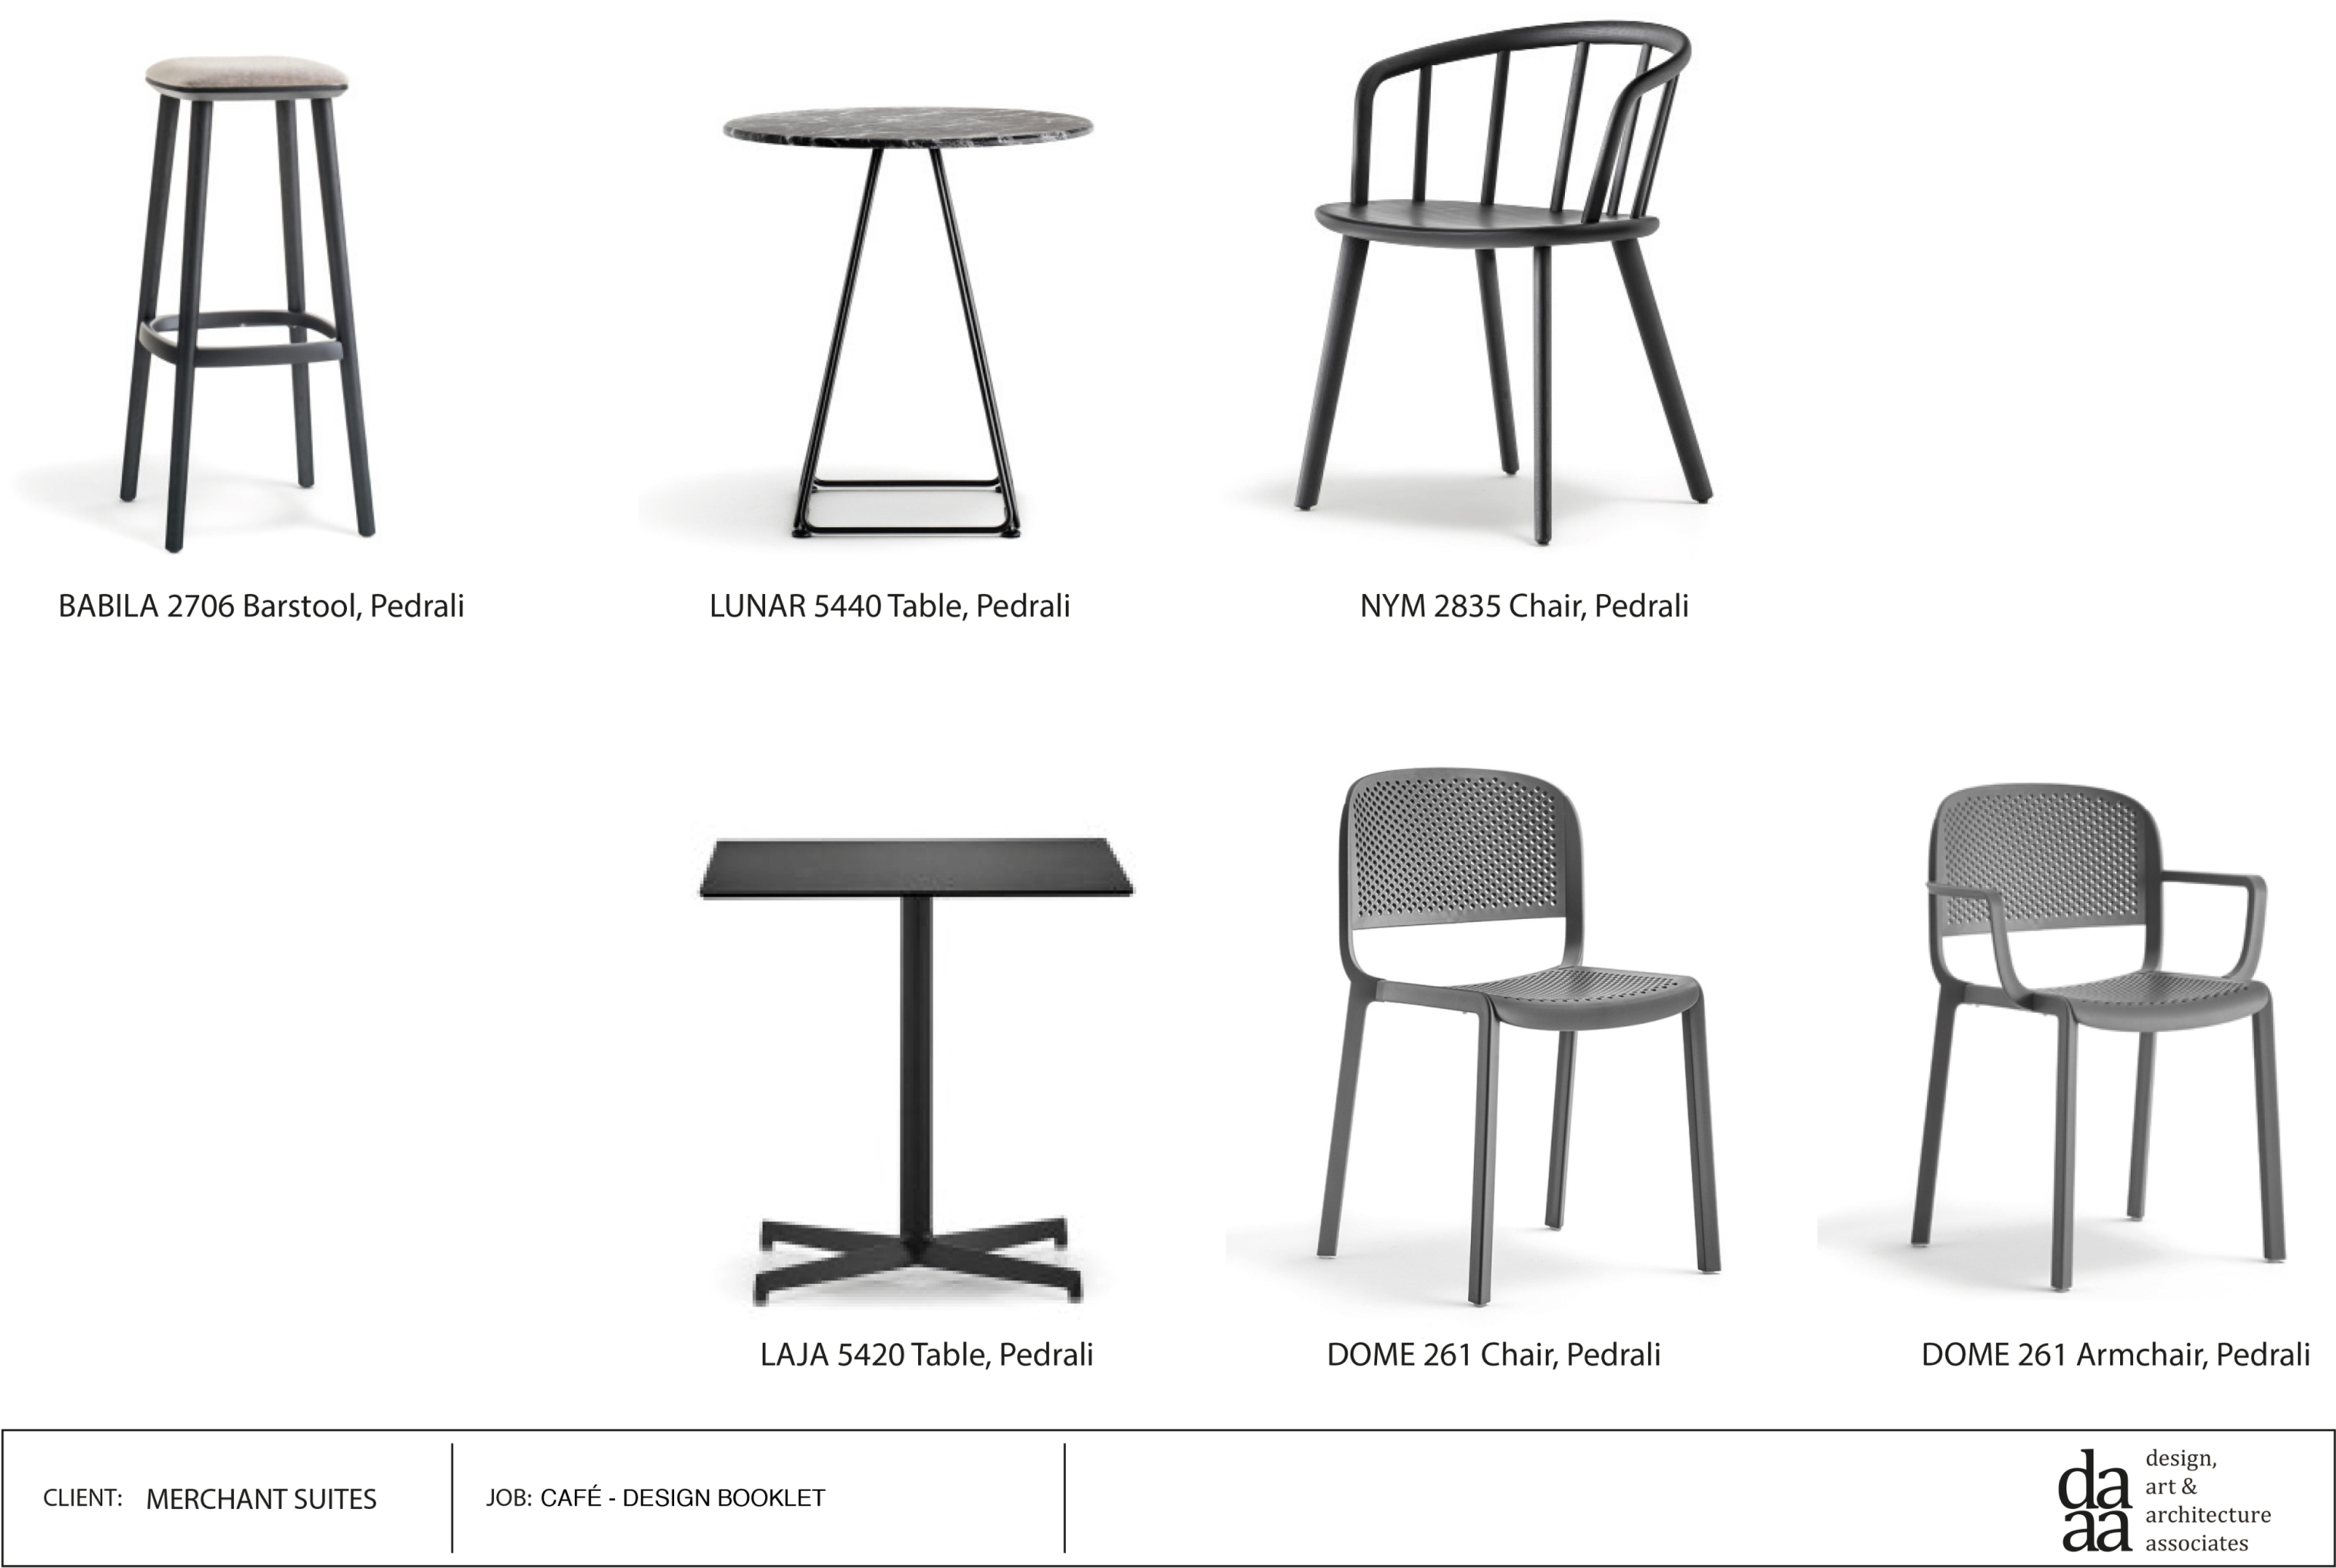 BABILA 2706 Barstool, Pedrali
LUNAR 5440 Table, Pedrali
NYM 2835 Chair, Pedrali
LAJA 5420 Table, Pedrali
DOME 261 Chair, Pedrali
DOME 261 Armchair, Pedrali
CLIENT: MERCHANT SUITES
JOB: CAFÉ - DESIGN BOOKLET
da
aa
design,
art &
architecture
associates